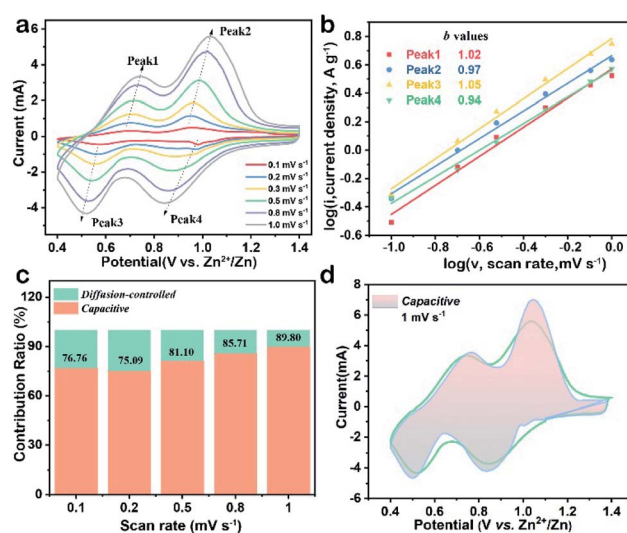 a
Peak1
Peak2
Peak3
Peak4
0.1 mV s⁻¹
0.2 mV s⁻¹
0.3 mV s⁻¹
0.5 mV s⁻¹
0.8 mV s⁻¹
1.0 mV s⁻¹
6
4
2
0
-2
-4
0.4 0.6 0.8 1.0 1.2 1.4
Current (mA)
Potential(V vs. Zn²⁺/Zn)
b
b values
Peak1 1.02
Peak2 0.97
Peak3 1.05
Peak4 0.94
0.8
0.6
0.4
0.2
0.0
-0.2
-0.4
-0.6
-1.0 -0.8 -0.6 -0.4 -0.2 0.0
log(i,current density, A g⁻¹)
log(v, scan rate,mV s⁻¹)
c
Diffusion-controlled
Capacitive
76.76 75.09 81.10 85.71 89.80
120
90
60
30
0
0.1 0.2 0.5 0.8 1
Contribution Ratio (%)
Scan rate (mV s⁻¹)
d
Capacitive
1 mV s⁻¹
8
6
4
2
0
-2
-4
-6
0.4 0.6 0.8 1.0 1.2 1.4
Current(mA)
Potential (V vs. Zn²⁺/Zn)